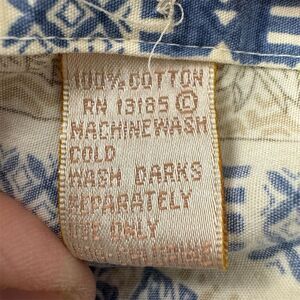 100% COTTON
RN 13185 ©
MACHINE WASH
COLD
WASH DARKS
SEPARATELY
USE ONLY